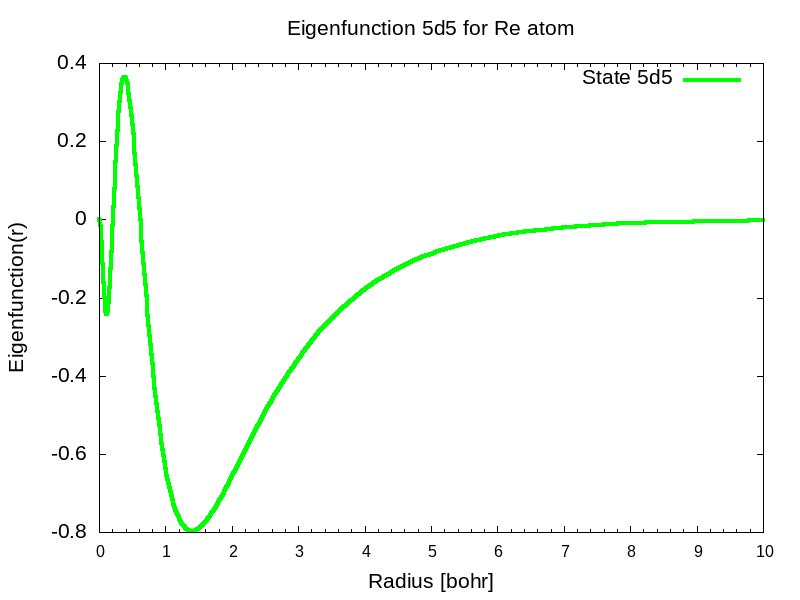 Eigenfunction 5d5 for Re atom
State 5d5
Eigenfunction(r)
0.4
0.2
0
-0.2
-0.4
-0.6
-0.8
0 1 2 3 4 5 6 7 8 9 10
Radius [bohr]